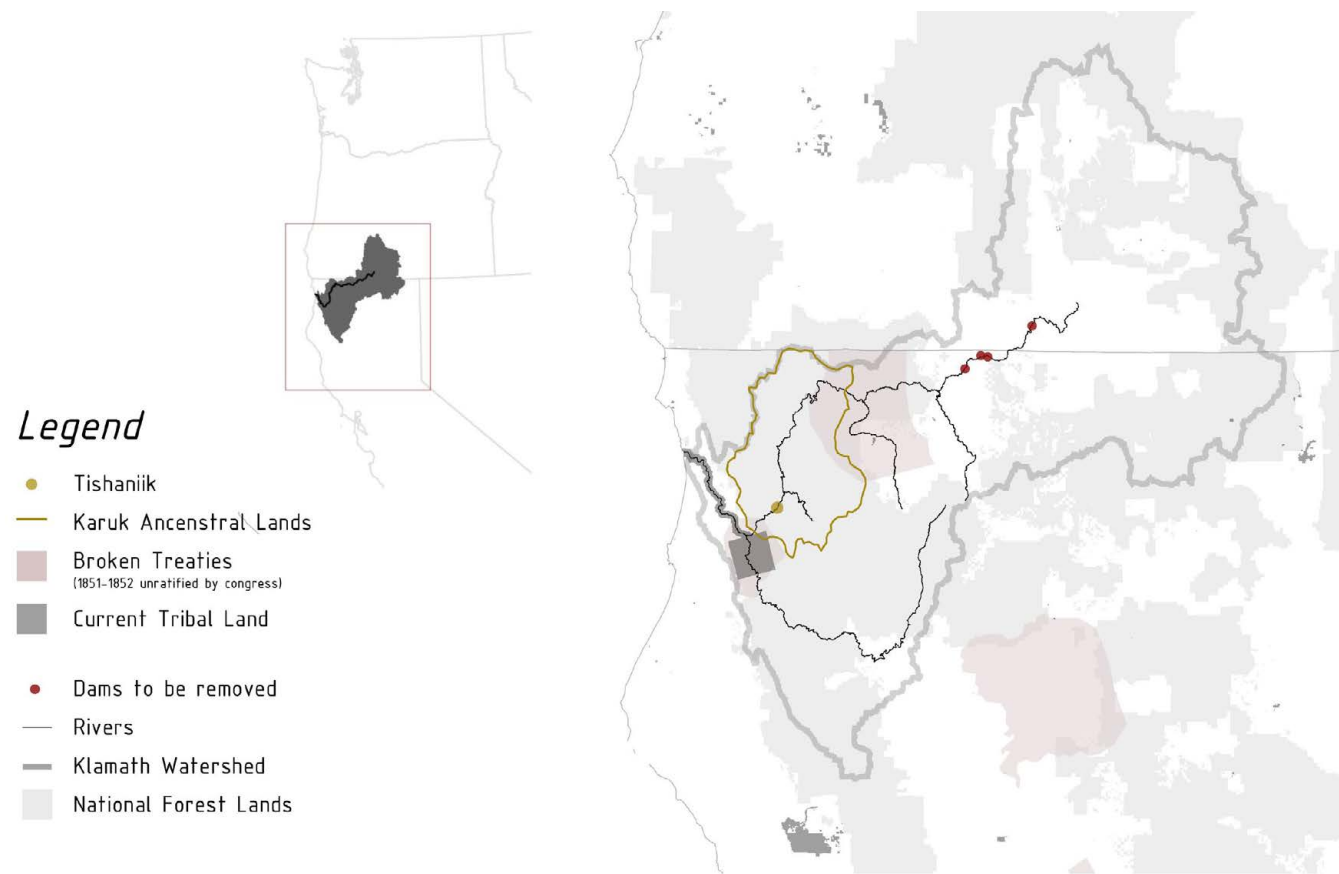 Legend
Tishaniik
Karuk Ancenstral Lands
Broken Treaties
(1851-1852 unratified by congress)
Current Tribal Land
Dams to be removed
Rivers
Klamath Watershed
National Forest Lands